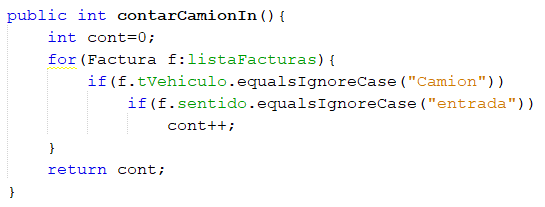 public int contarCamionIn(){
    int cont=0;
    for(Factura f:listaFacturas){
        if(f.tVehiculo.equalsIgnoreCase("Camion"))
            if(f.sentido.equalsIgnoreCase("entrada"))
                cont++;
    }
    return cont;
}